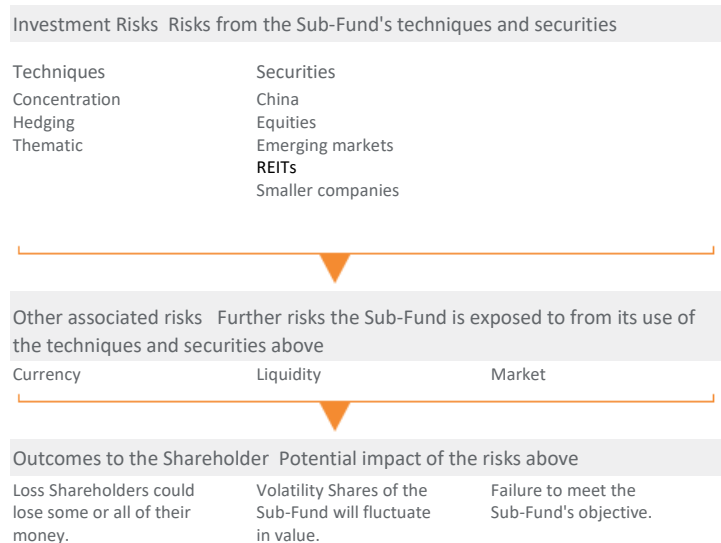 Investment Risks Risks from the Sub-Fund's techniques and securities
Techniques
Concentration
Hedging
Thematic
Securities
China
Equities
Emerging markets
REITs
Smaller companies
Other associated risks Further risks the Sub-Fund is exposed to from its use of
the techniques and securities above
Currency
Liquidity
Market
Outcomes to the Shareholder Potential impact of the risks above
Loss Shareholders could
lose some or all of their
money.
Volatility Shares of the
Sub-Fund will fluctuate
in value.
Failure to meet the
Sub-Fund's objective.